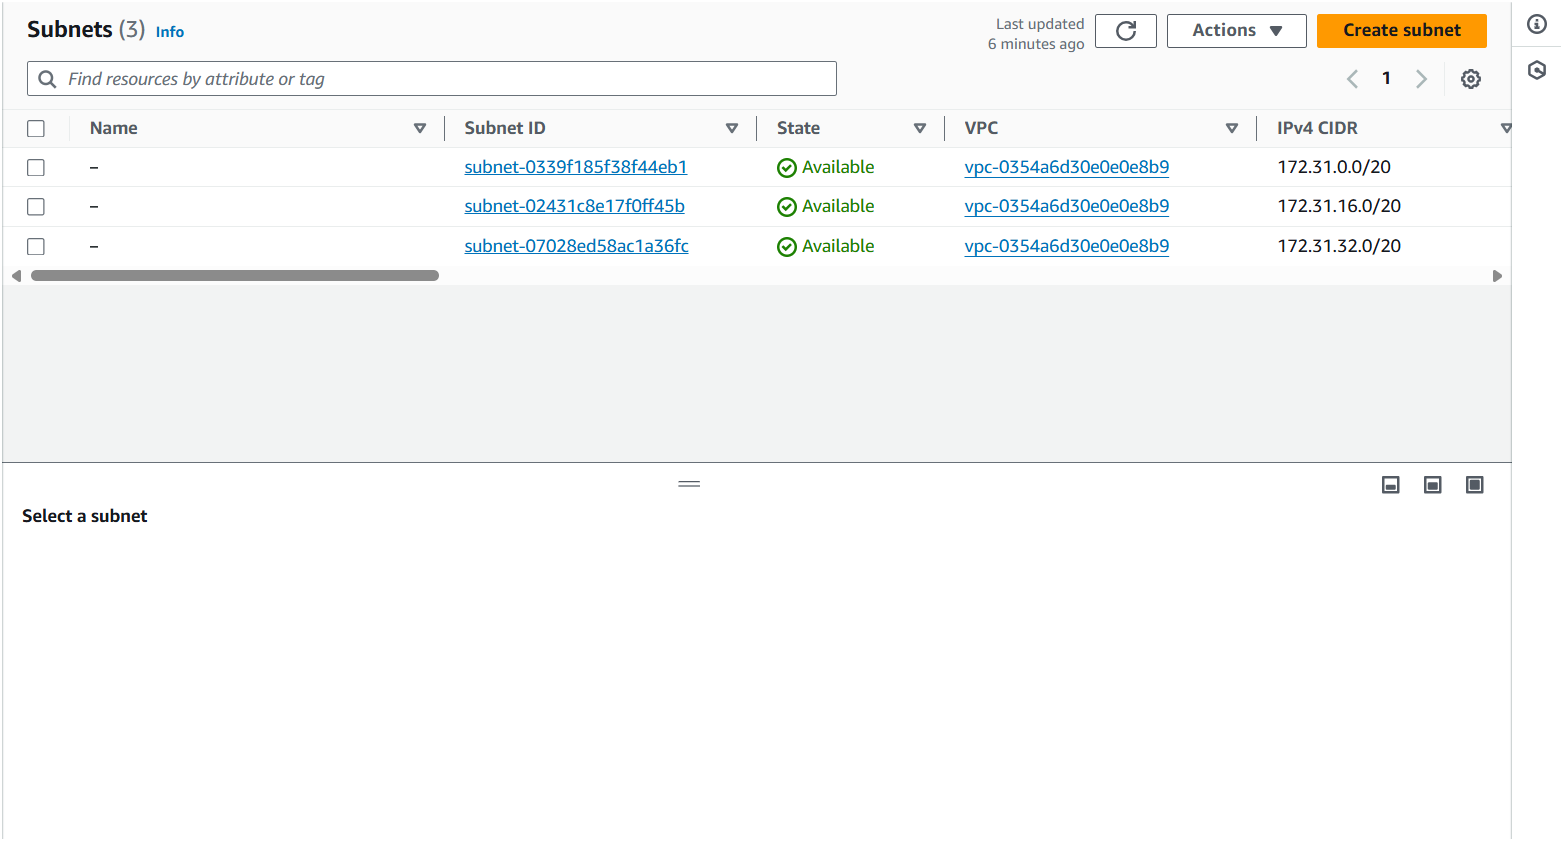 Subnets (3) Info
Last updated
6 minutes ago
Actions
Create subnet
Find resources by attribute or tag
1
Name Subnet ID State VPC IPv4 CIDR
– subnet-0339f185f38f44eb1 Available vpc-0354a6d30e0e0e8b9 172.31.0.0/20
– subnet-02431c8e17f0ff45b Available vpc-0354a6d30e0e0e8b9 172.31.16.0/20
– subnet-07028ed58ac1a36fc Available vpc-0354a6d30e0e0e8b9 172.31.32.0/20
Select a subnet